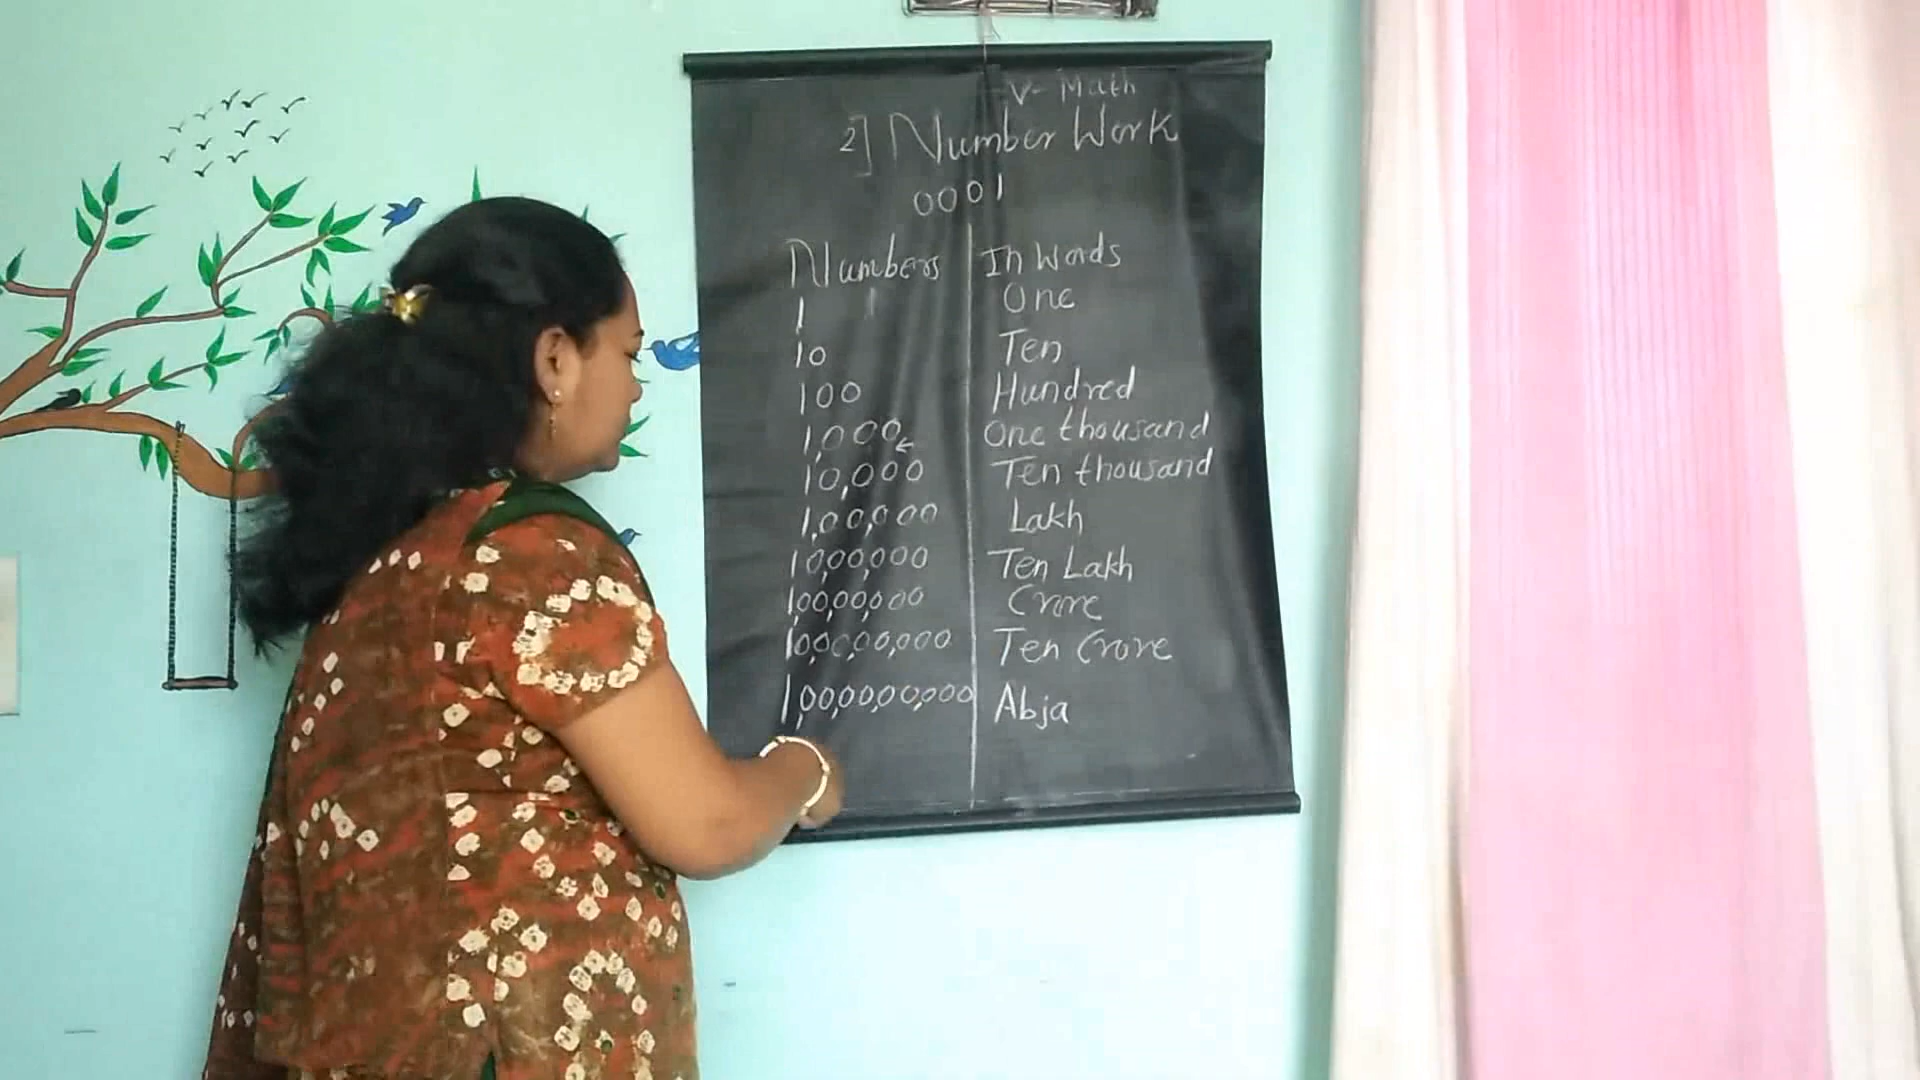 V- Math
2] Number Work
0001
Numbers In Words
1 One
10 Ten
100 Hundred
1,000 One thousand
10,000 Ten thousand
1,00,000 Lakh
10,00,000 Ten Lakh
1,00,00,000 Crore
10,00,00,000 Ten Crore
1,00,00,00,000 Abja